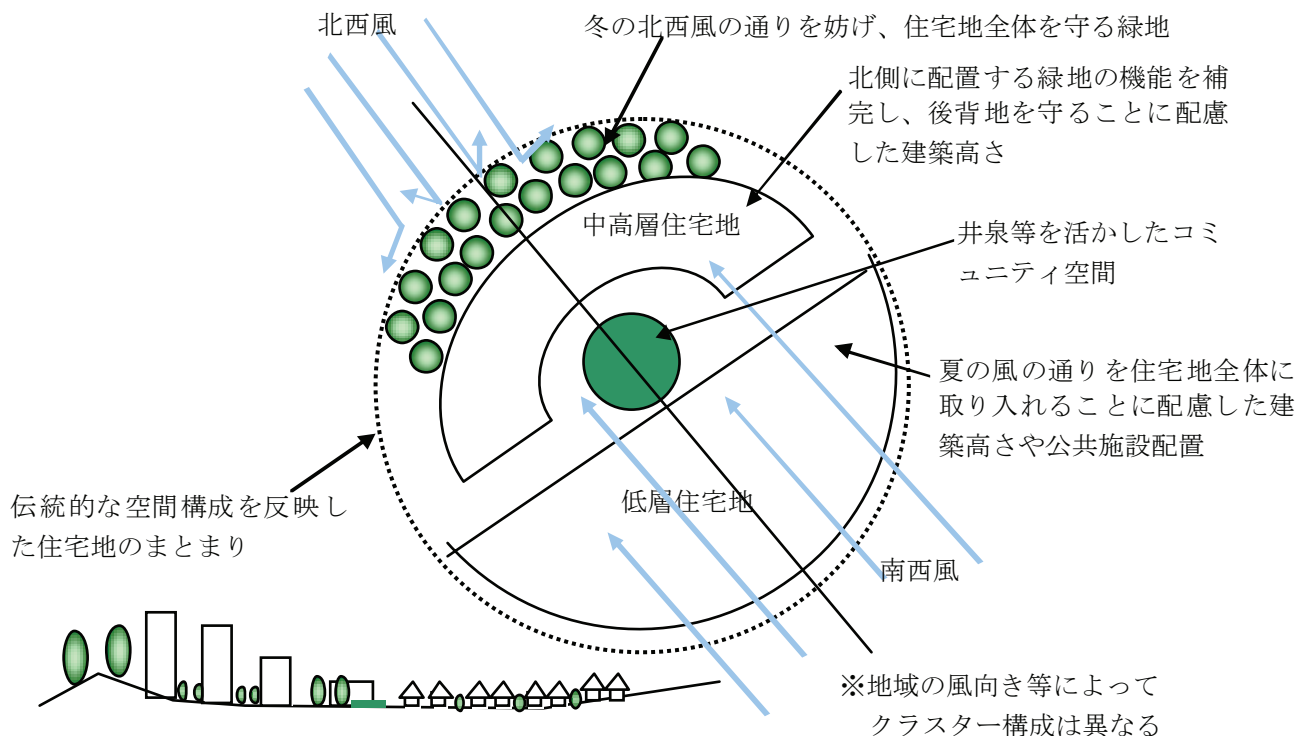 北西風
冬の北西風の通りを妨げ、住宅地全体を守る緑地
北側に配置する緑地の機能を補
完し、後背地を守ることに配慮
した建築高さ
中高層住宅地
井泉等を活かしたコミ
ュニティ空間
夏の風の通りを住宅地全体に
取り入れることに配慮した建
築高さや公共施設配置
伝統的な空間構成を反映し
た住宅地のまとまり
低層住宅地
南西風
※地域の風向き等によって
クラスター構成は異なる